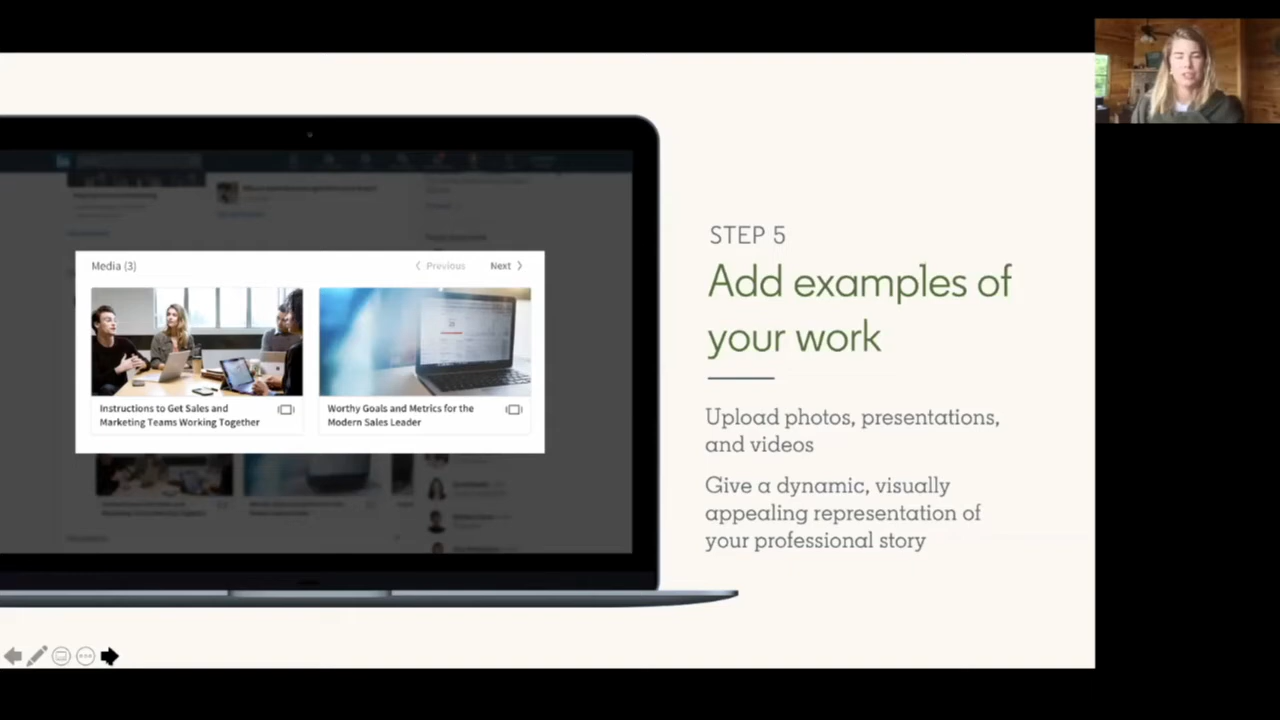 Media (3)
Previous
Next
Instructions to Get Sales and
Marketing Teams Working Together
Worthy Goals and Metrics for the
Modern Sales Leader
STEP 5
Add examples of
your work
Upload photos, presentations,
and videos
Give a dynamic, visually
appealing representation of
your professional story